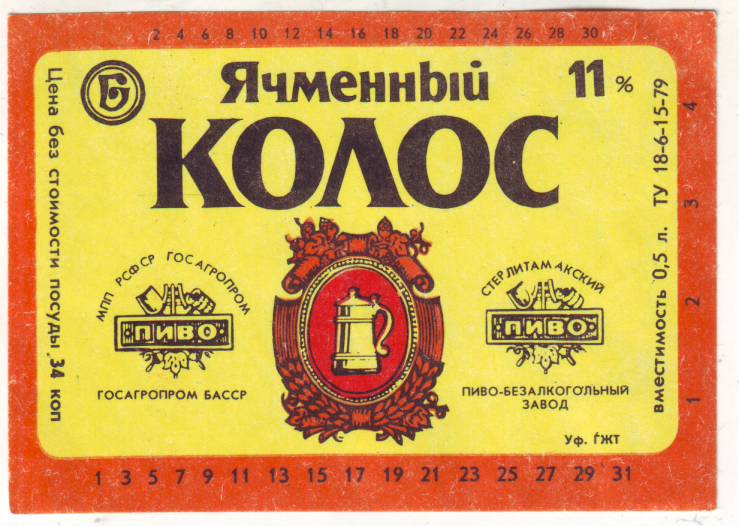 2 4 6 8 10 12 14 16 18 20 22 24 26 28 30
Цена без стоимости посуды 34 коп
Б
Ячменный
11 %
КОЛОС
МПП РСФСР ГОСАГРОПРОМ
ПИВО
ГОСАГРОПРОМ БАССР
СТЕРЛИТАМАКСКИЙ
ПИВО
ПИВО-БЕЗАЛКОГОЛЬНЫЙ
ЗАВОД
Уф. ГЖТ
вместимость 0,5 л. ТУ 18-6-15-79
1 2 3 4
1 3 5 7 9 11 13 15 17 19 21 23 25 27 29 31